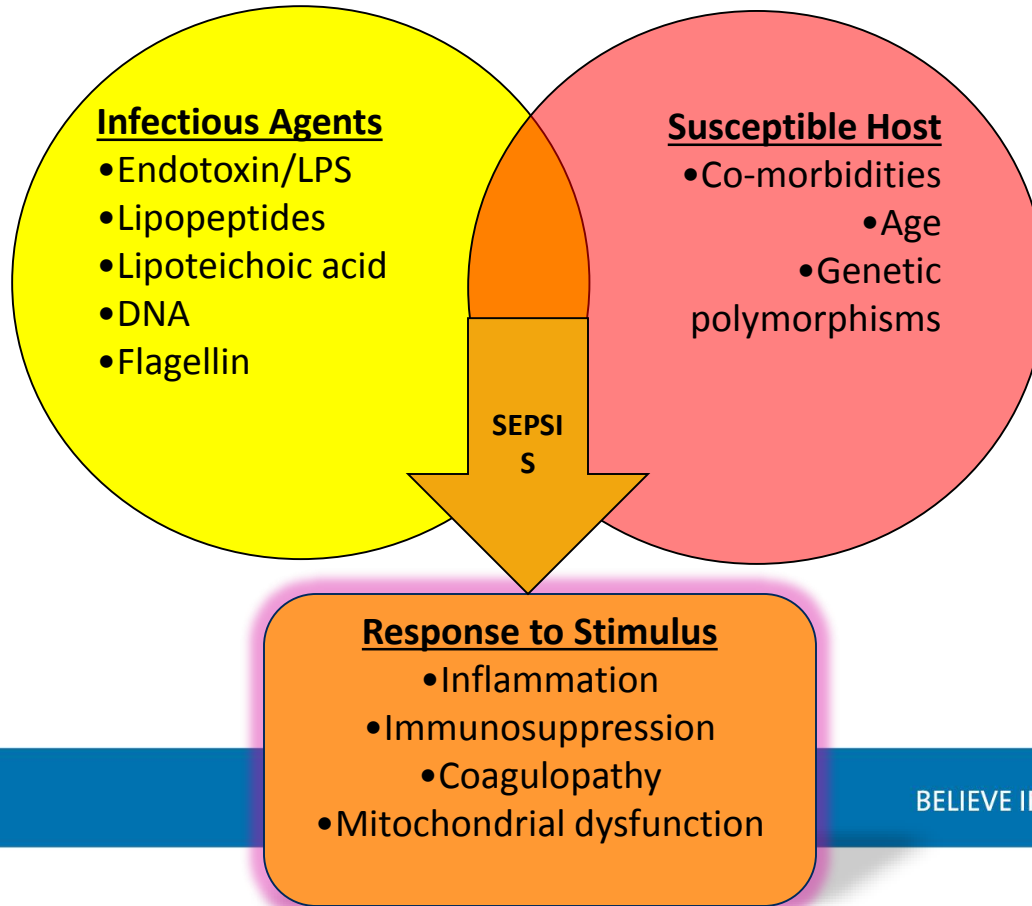 Infectious Agents
•Endotoxin/LPS
•Lipopeptides
•Lipoteichoic acid
•DNA
•Flagellin
Susceptible Host
•Co-morbidities
•Age
•Genetic
polymorphisms
SEPSI
S
Response to Stimulus
•Inflammation
•Immunosuppression
•Coagulopathy
•Mitochondrial dysfunction
BELIEVE